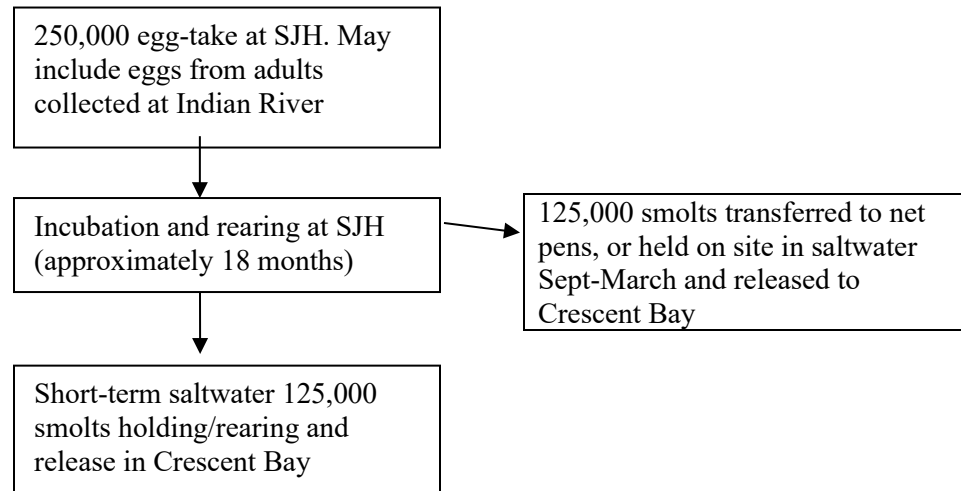 250,000 egg-take at SJH. May
include eggs from adults
collected at Indian River
Incubation and rearing at SJH
(approximately 18 months)
125,000 smolts transferred to net
pens, or held on site in saltwater
Sept-March and released to
Crescent Bay
Short-term saltwater 125,000
smolts holding/rearing and
release in Crescent Bay